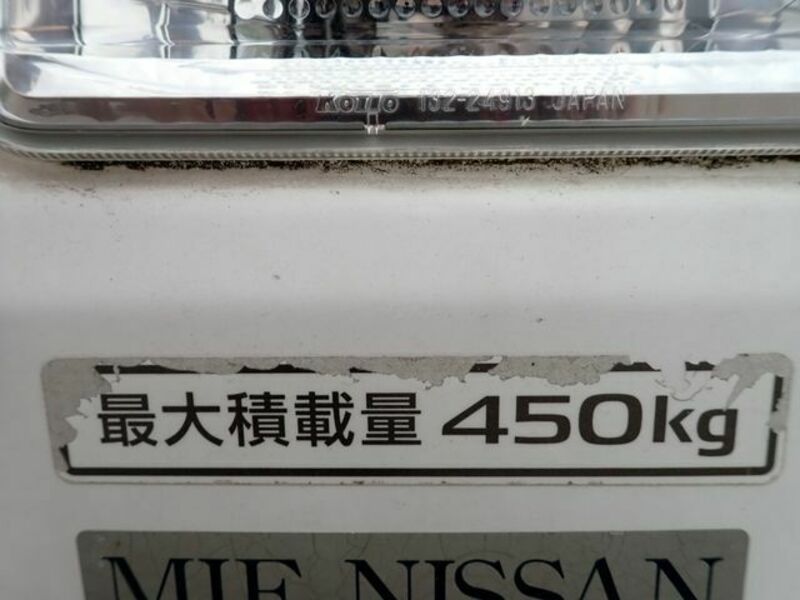 KOITO 132-24913 JAPAN
最大積載量 450kg
MIE NISSAN